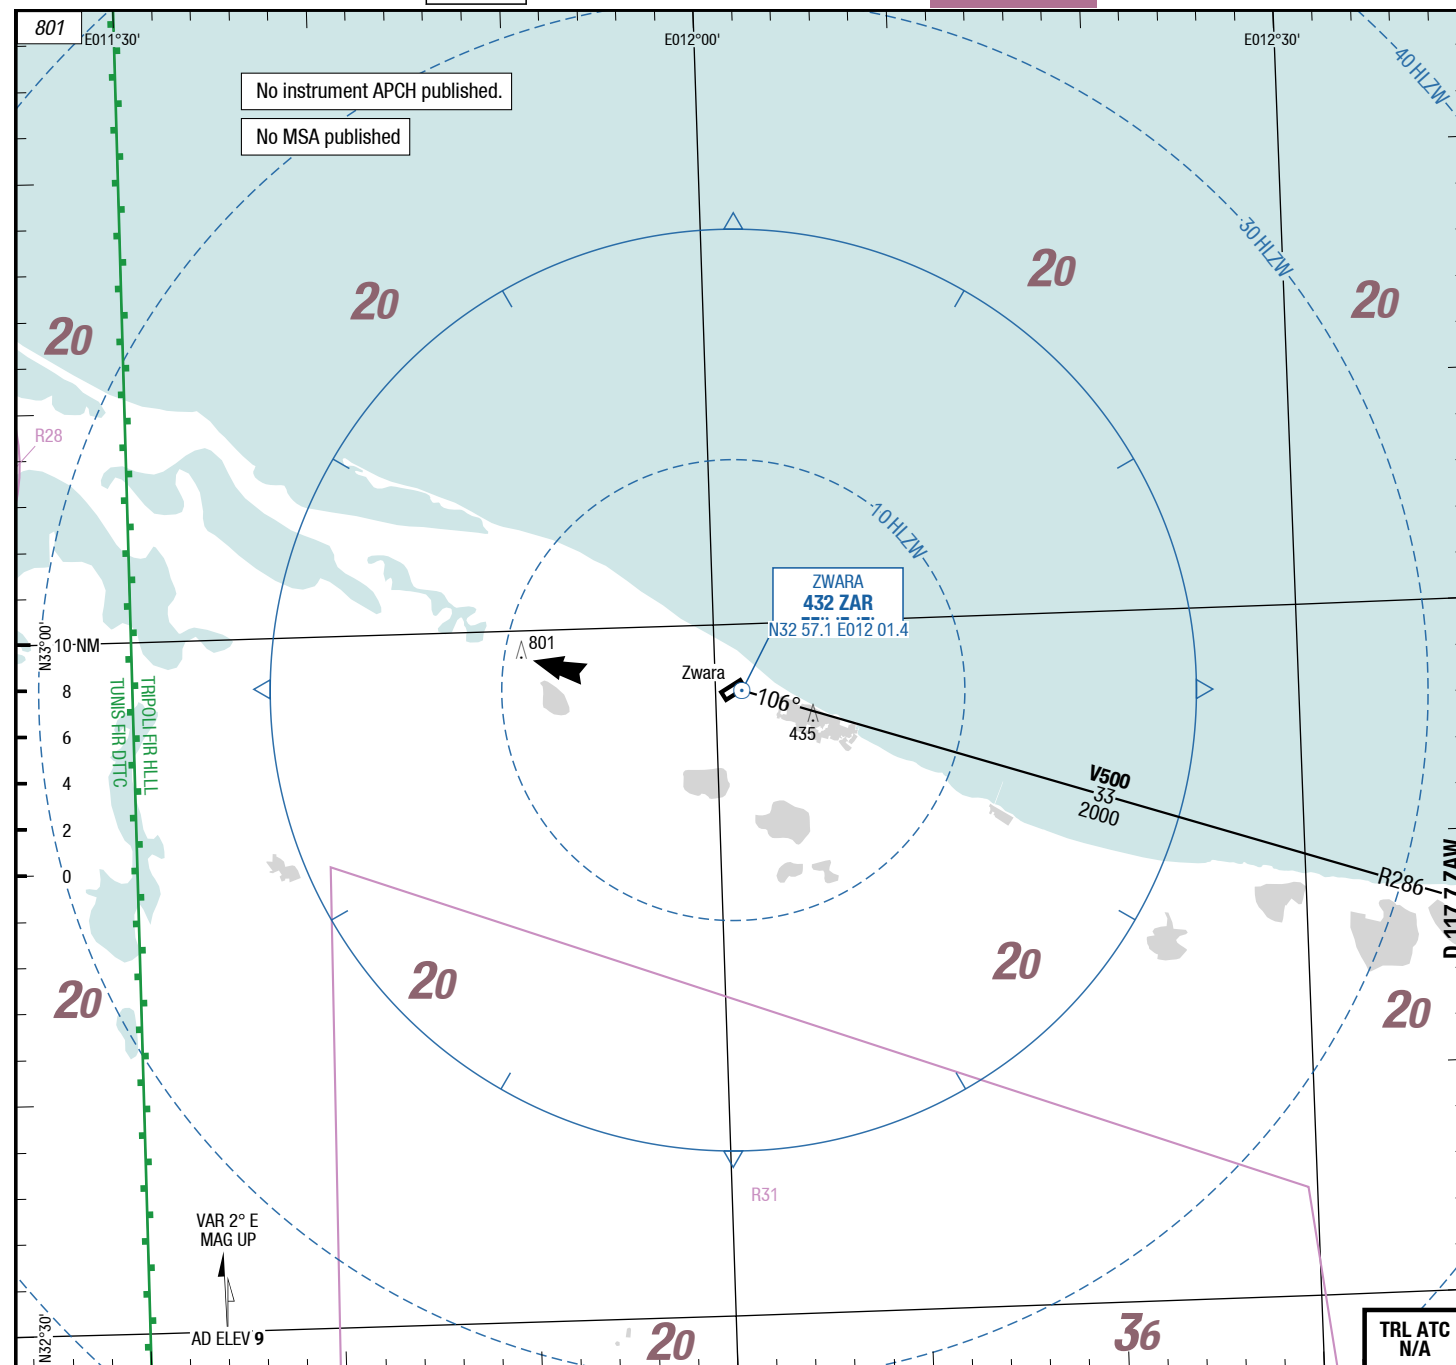 801
E011°30'
E012°00'
E012°30'
40 HLZW
No instrument APCH published.
No MSA published
30 HLZW
20
20
20
20
R28
10 HLZW
ZWARA
432 ZAR
N32 57.1 E012 01.4
N33°00'
10 NM
8
6
4
2
0
801
Zwara
106°
435
TRIPOLI FIR HLLL
TUNIS FIR DTTC
V500
33
2000
R286
D 117.7 ZAW
20
20
20
20
R31
VAR 2° E
MAG UP
AD ELEV 9
N32°30'
20
36
TRL ATC
N/A